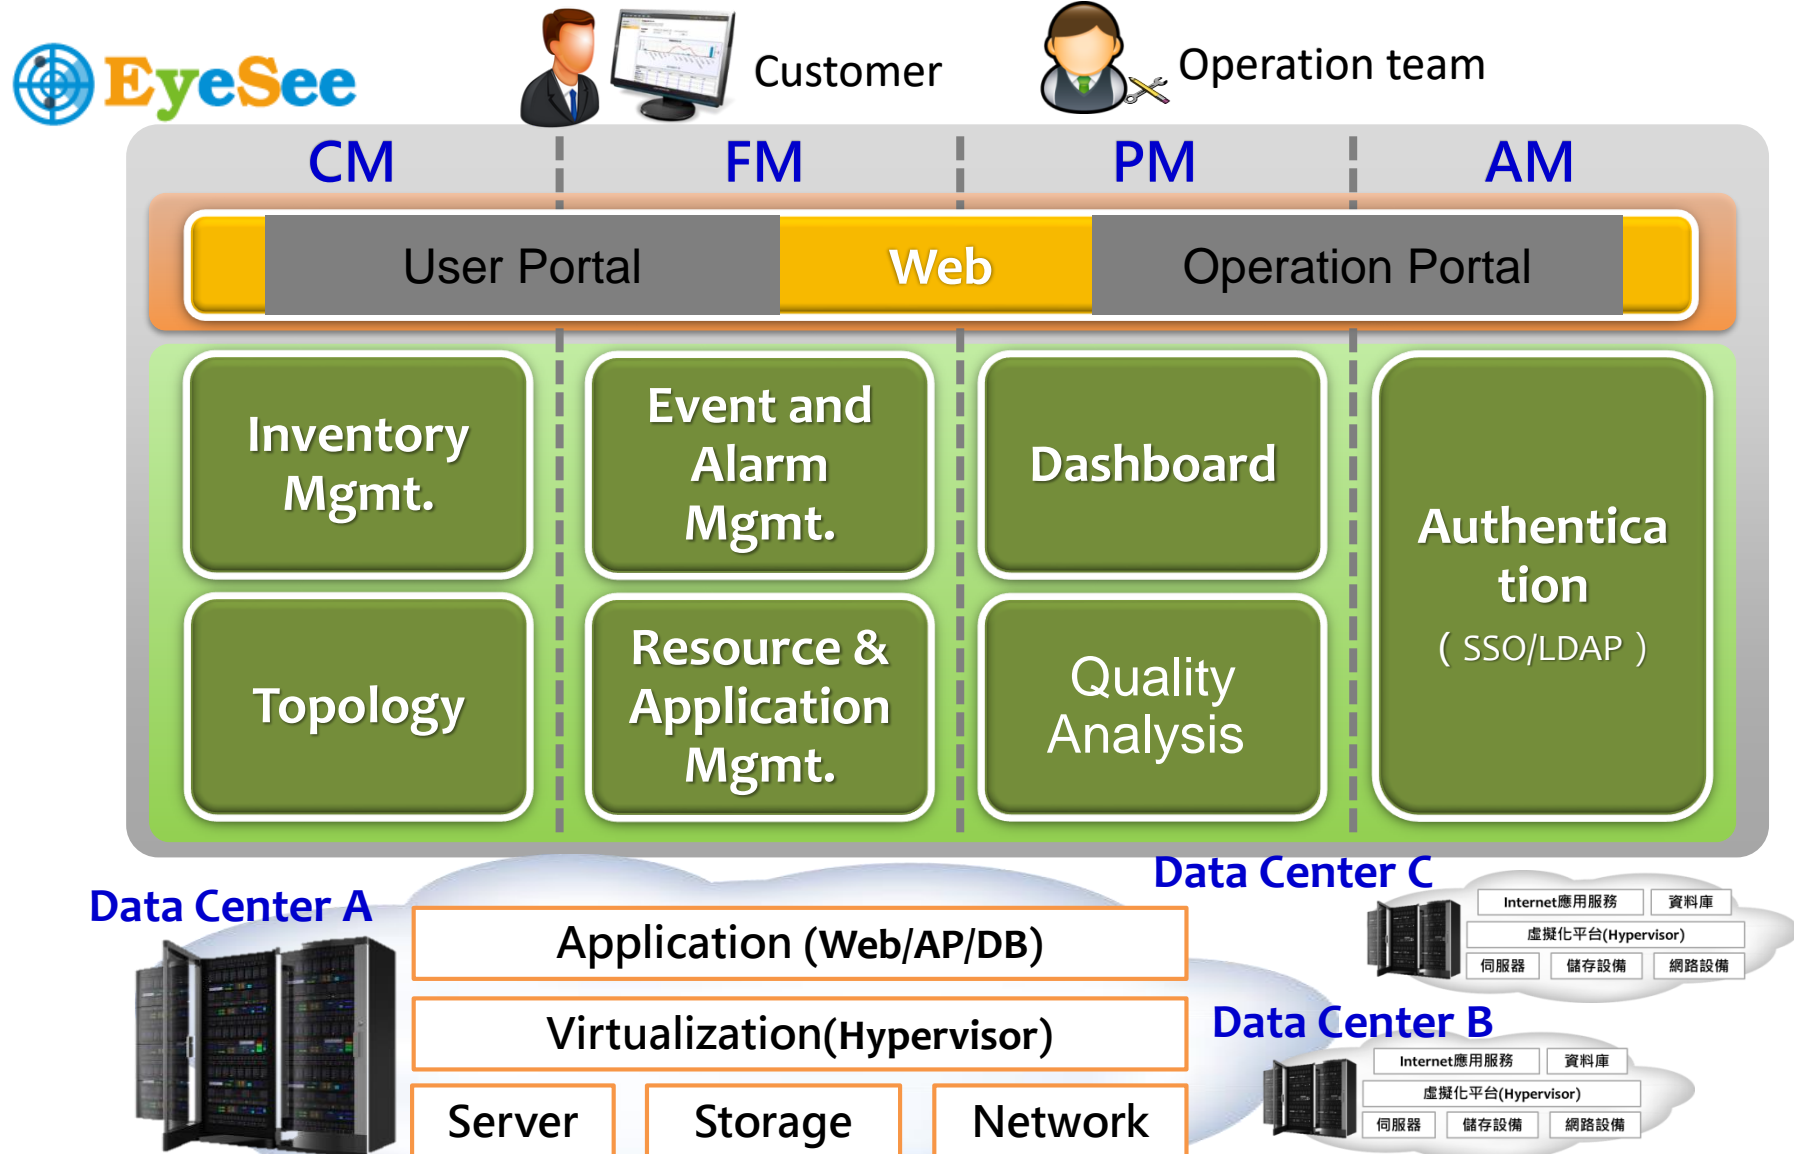 EyeSee
Customer
Operation team
CM
FM
PM
AM
User Portal
Web
Operation Portal
Inventory
Mgmt.
Event and
Alarm
Mgmt.
Dashboard
Authentica
tion
( SSO/LDAP )
Topology
Resource &
Application
Mgmt.
Quality
Analysis
Data Center A
Application (Web/AP/DB)
Virtualization(Hypervisor)
Server
Storage
Network
Data Center C
Internet應用服務
資料庫
虛擬化平台(Hypervisor)
伺服器
儲存設備
網路設備
Data Center B
Internet應用服務
資料庫
虛擬化平台(Hypervisor)
伺服器
儲存設備
網路設備